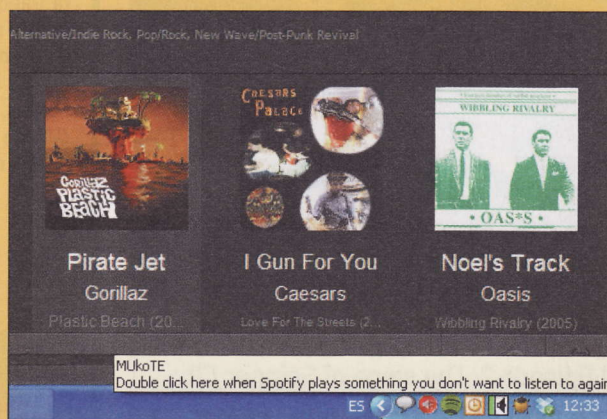 Alternative/Indie Rock, Pop/Rock, New Wave/Post-Punk Revival
GORILLAZ
PLASTIC
BEACH
CAESARS
PALACE
WIBBLING RIVALRY
• OAS*S •
Pirate Jet
Gorillaz
Plastic Beach (20...
I Gun For You
Caesars
Love For The Streets (2...
Noel's Track
Oasis
Wibbling Rivalry (2005)
MUkoTE
Double click here when Spotify plays something you don't want to listen to again
ES
12:33